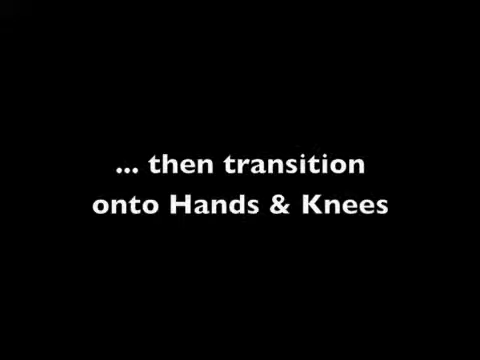 ... then transition
onto Hands & Knees